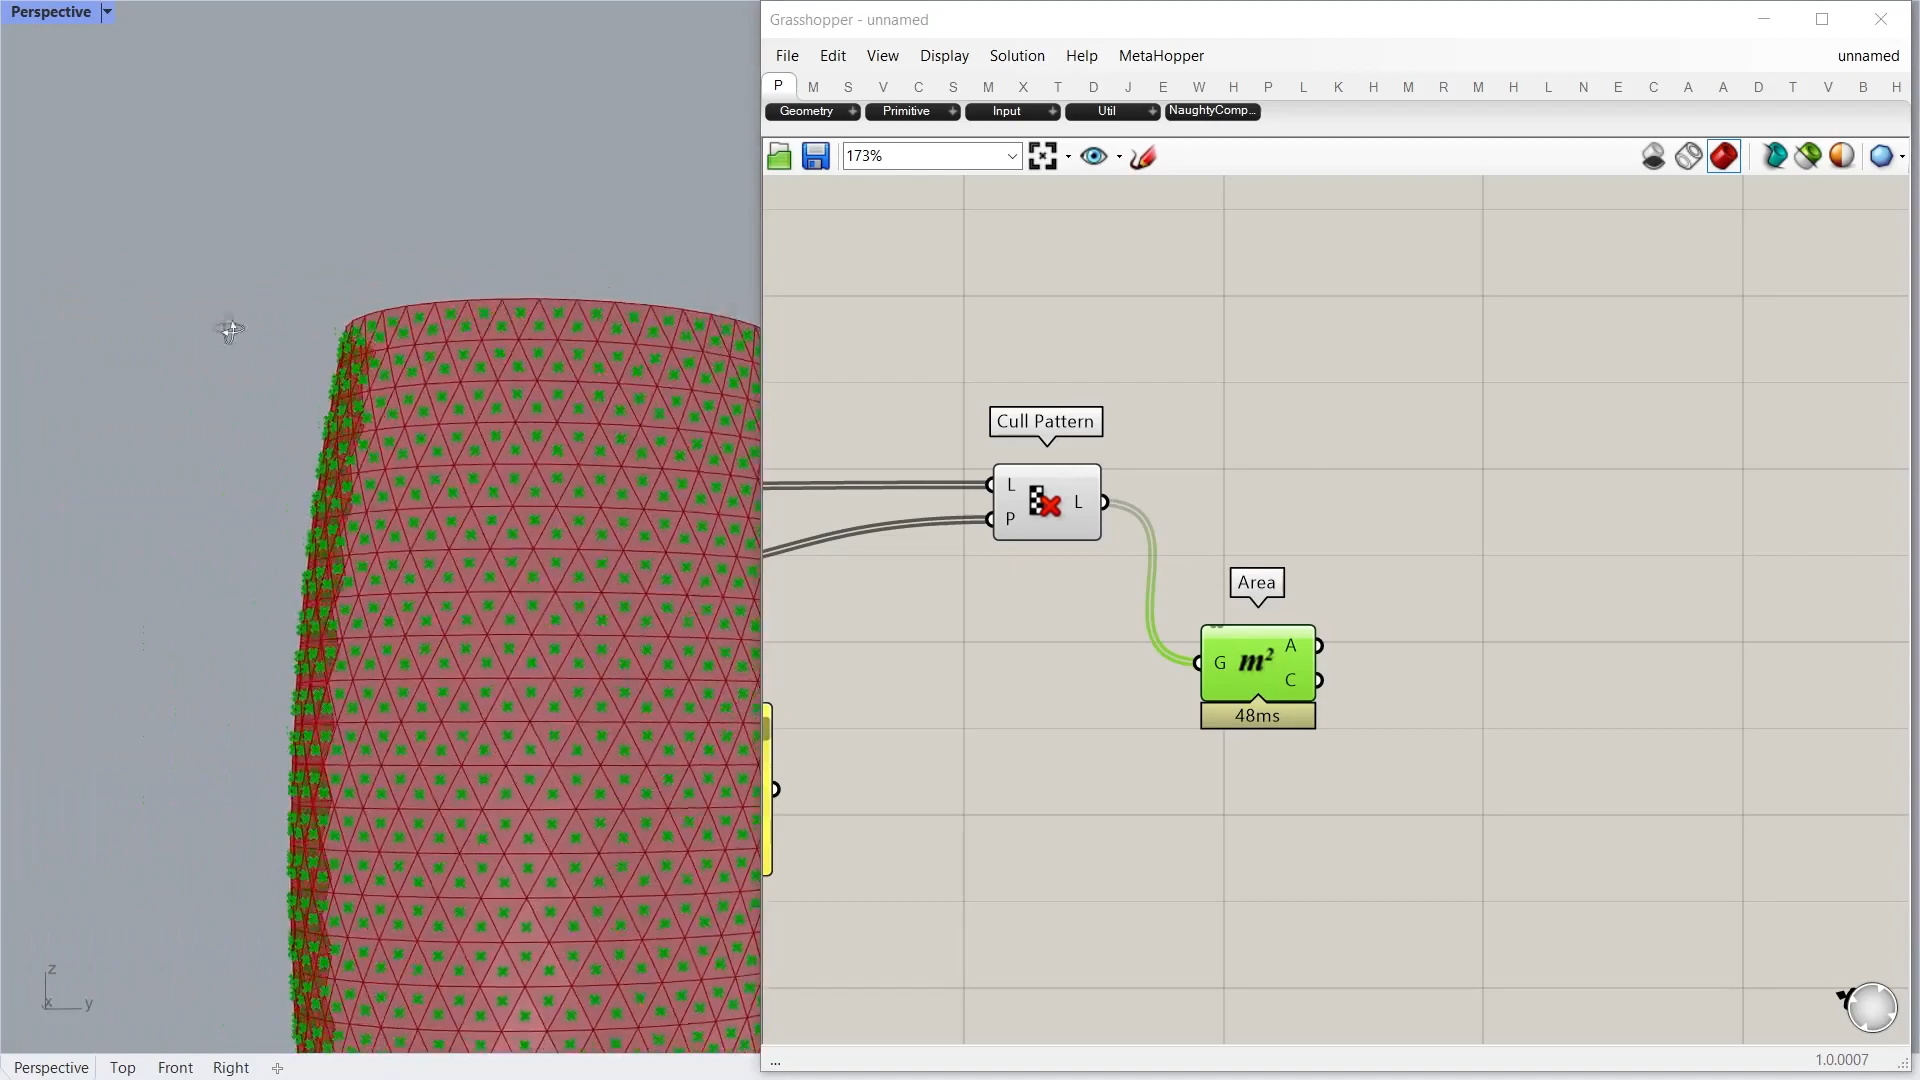 Perspective
Grasshopper - unnamed
File Edit View Display Solution Help MetaHopper unnamed
P M S V C S M X T D J E W H P L K H M R M H L N E C A A D T V B H
Geometry Primitive Input Util NaughtyComp...
173%
Cull Pattern
L
P
L
Area
G m² A
C
48ms
z
x y
Perspective Top Front Right
... 1.0.0007